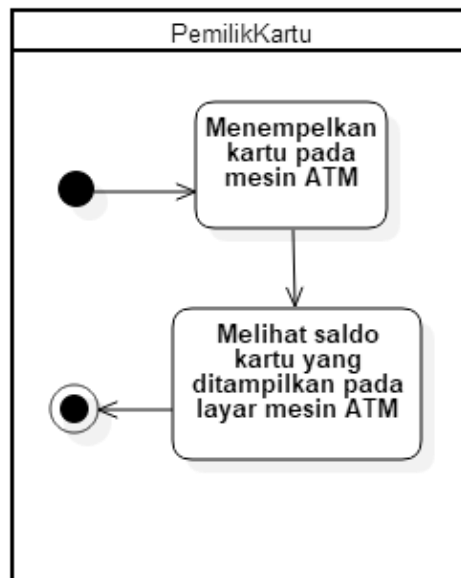 PemilikKartu
Menempelkan
kartu pada
mesin ATM
Melihat saldo
kartu yang
ditampilkan pada
layar mesin ATM